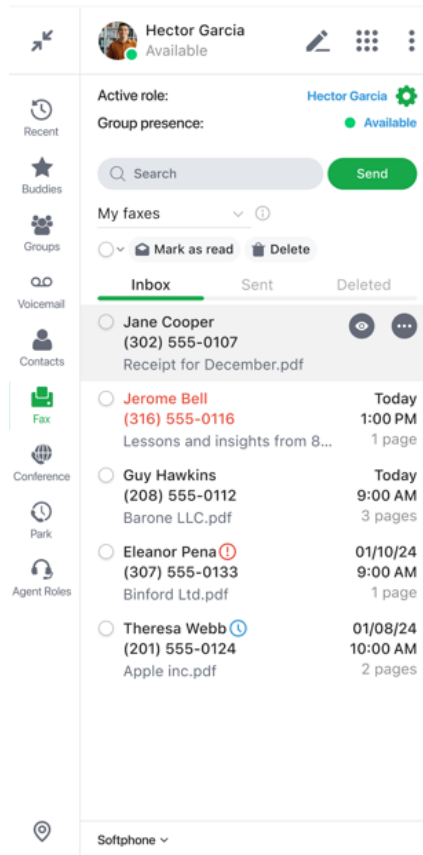 Hector Garcia
Available
Active role:
Hector Garcia
Group presence:
Available
Search
Send
My faxes
Mark as read
Delete
Inbox
Sent
Deleted
Jane Cooper
(302) 555-0107
Receipt for December.pdf
Jerome Bell
Today
(316) 555-0116
1:00 PM
Lessons and insights from 8...
1 page
Guy Hawkins
Today
(208) 555-0112
9:00 AM
Barone LLC.pdf
3 pages
Eleanor Pena
01/10/24
(307) 555-0133
9:00 AM
Binford Ltd.pdf
1 page
Theresa Webb
01/08/24
(201) 555-0124
10:00 AM
Apple inc.pdf
2 pages
Recent
Buddies
Groups
Voicemail
Contacts
Fax
Conference
Park
Agent Roles
Softphone